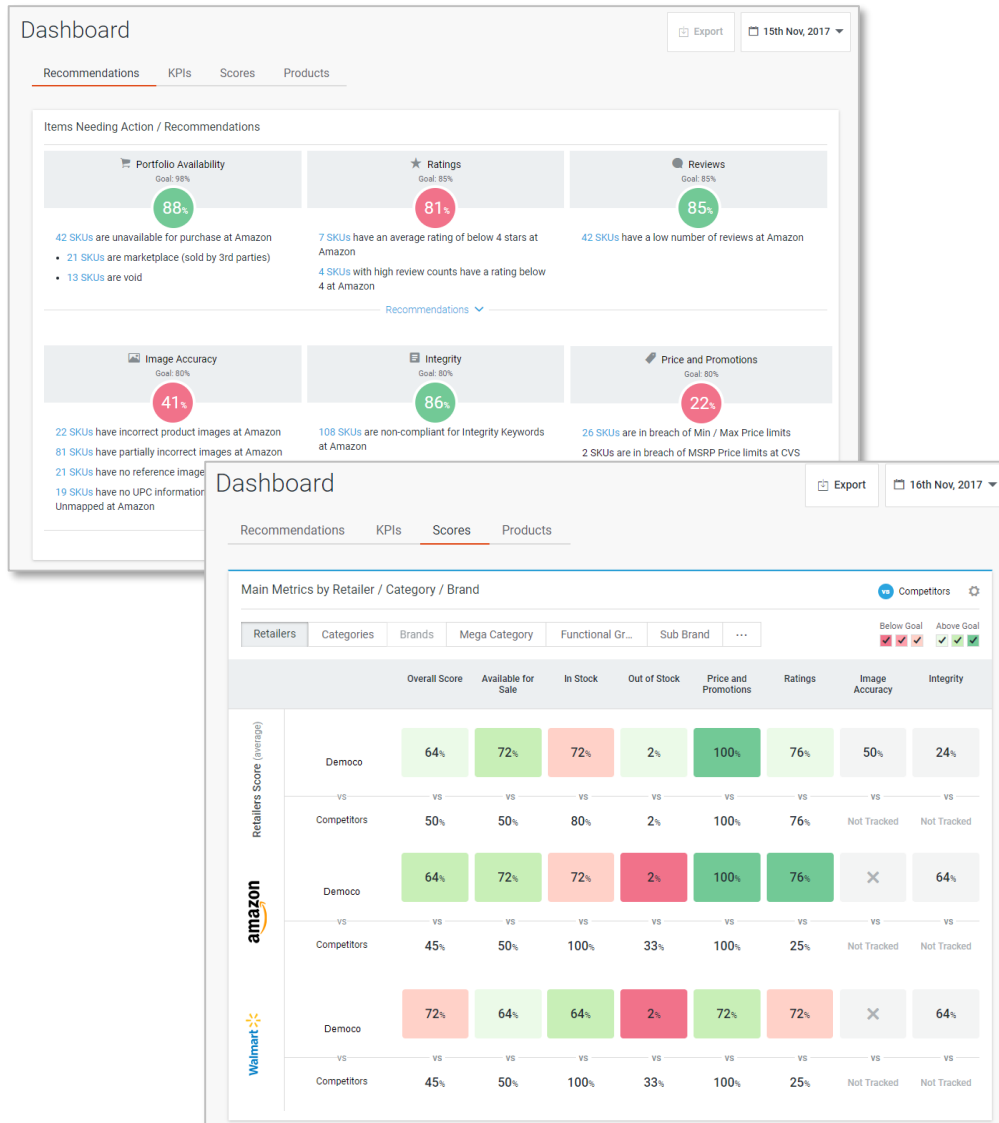 Dashboard
Export
15th Nov, 2017
Recommendations KPIs Scores Products
Items Needing Action / Recommendations
Portfolio Availability
Goal: 98%
88%
42 SKUs are unavailable for purchase at Amazon
• 21 SKUs are marketplace (sold by 3rd parties)
• 13 SKUs are void
Ratings
Goal: 85%
81%
7 SKUs have an average rating of below 4 stars at
Amazon
4 SKUs with high review counts have a rating below
4 at Amazon
Reviews
Goal: 85%
85%
42 SKUs have a low number of reviews at Amazon
Recommendations
Image Accuracy
Goal: 80%
41%
22 SKUs have incorrect product images at Amazon
81 SKUs have partially incorrect images at Amazon
21 SKUs have no reference image
19 SKUs have no UPC information
Unmapped at Amazon
Integrity
Goal: 80%
86%
108 SKUs are non-compliant for Integrity Keywords
at Amazon
Price and Promotions
Goal: 80%
22%
26 SKUs are in breach of Min / Max Price limits
2 SKUs are in breach of MSRP Price limits at CVS
Dashboard
Export
16th Nov, 2017
Recommendations KPIs Scores Products
Main Metrics by Retailer / Category / Brand
vs Competitors
Retailers Categories Brands Mega Category Functional Gr... Sub Brand ...
Below Goal Above Goal
Overall Score
Available for
Sale
In Stock
Out of Stock
Price and
Promotions
Ratings
Image
Accuracy
Integrity
Retailers Score (average)
Democo 64% 72% 72% 2% 100% 76% 50% 24%
vs vs vs vs vs vs vs vs vs
Competitors 50% 50% 80% 2% 100% 76% Not Tracked Not Tracked
amazon
Democo 64% 72% 72% 2% 100% 76% 64%
vs vs vs vs vs vs vs vs vs
Competitors 45% 50% 100% 33% 100% 25% Not Tracked Not Tracked
Walmart
Democo 72% 64% 64% 2% 72% 72% 64%
vs vs vs vs vs vs vs vs vs
Competitors 45% 50% 100% 33% 100% 25% Not Tracked Not Tracked